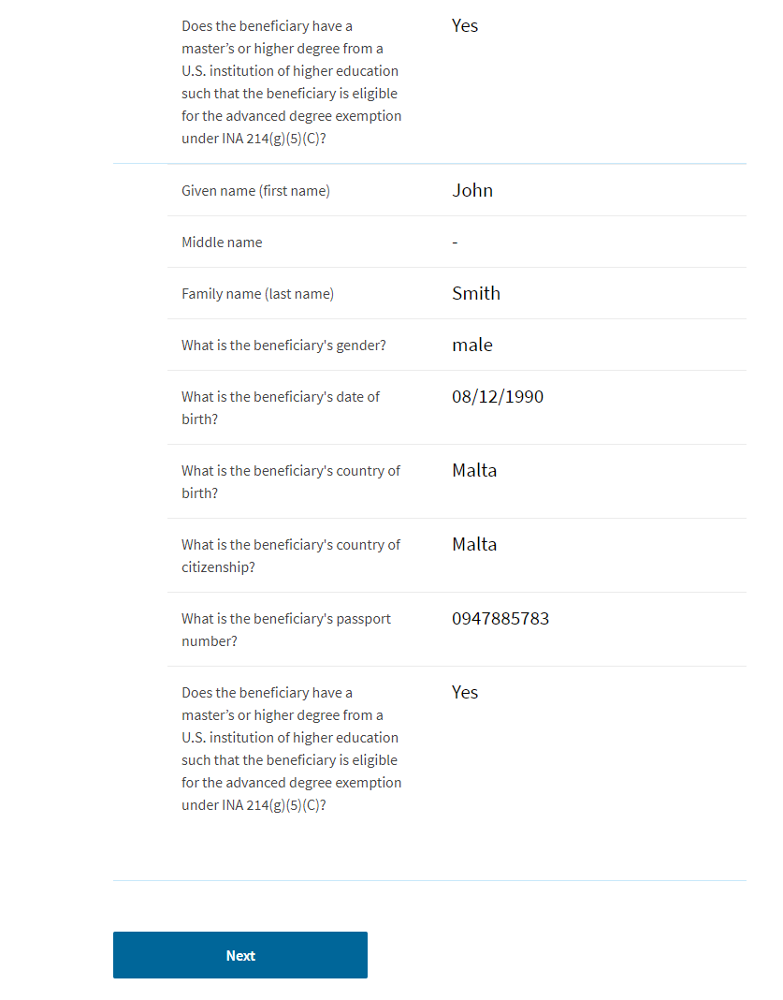 Does the beneficiary have a Yes
master’s or higher degree from a
U.S. institution of higher education
such that the beneficiary is eligible
for the advanced degree exemption
under INA 214(g)(5)(C)?
Given name (first name) John
Middle name -
Family name (last name) Smith
What is the beneficiary's gender? male
What is the beneficiary's date of 08/12/1990
birth?
What is the beneficiary's country of Malta
birth?
What is the beneficiary's country of Malta
citizenship?
What is the beneficiary's passport 0947885783
number?
Does the beneficiary have a Yes
master’s or higher degree from a
U.S. institution of higher education
such that the beneficiary is eligible
for the advanced degree exemption
under INA 214(g)(5)(C)?
Next